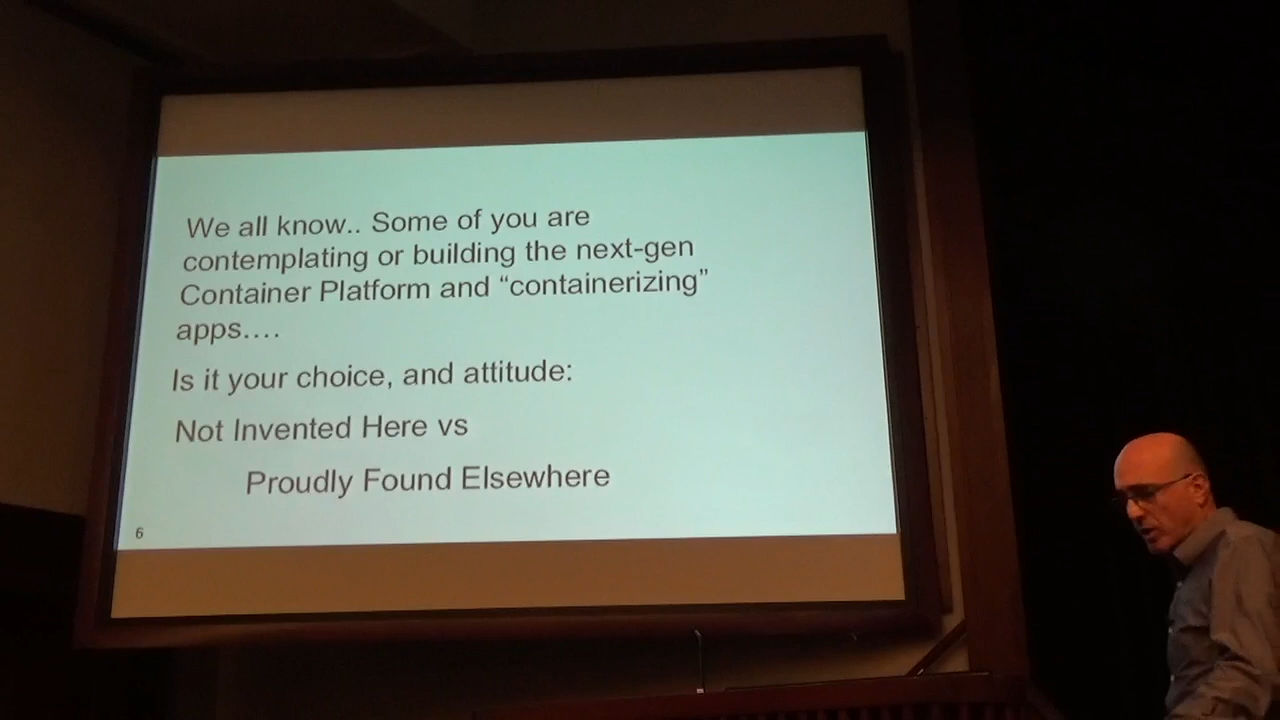 We all know.. Some of you are
contemplating or building the next-gen
Container Platform and “containerizing”
apps….
Is it your choice, and attitude:
Not Invented Here vs
Proudly Found Elsewhere
6